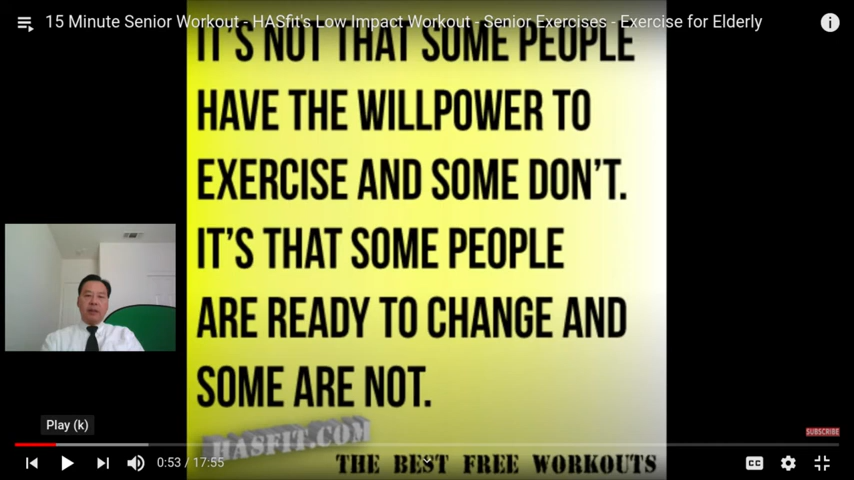 15 Minute Senior Workout - HASfit's Low Impact Workout - Senior Exercises - Exercise for Elderly
IT'S NOT THAT SOME PEOPLE
HAVE THE WILLPOWER TO
EXERCISE AND SOME DON'T.
IT'S THAT SOME PEOPLE
ARE READY TO CHANGE AND
SOME ARE NOT.
Play (k)
HASFIT.COM
SUBSCRIBE
THE BEST FREE WORKOUTS
0:53 / 17:55
CC